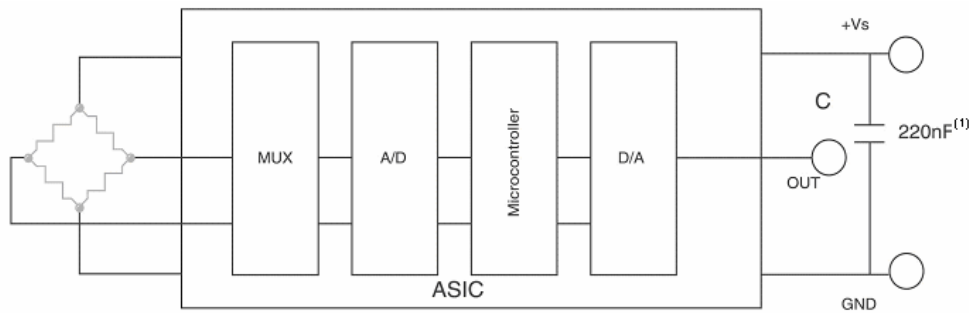 +Vs
C
220nF(1)
MUX
A/D
Microcontroller
D/A
OUT
ASIC
GND